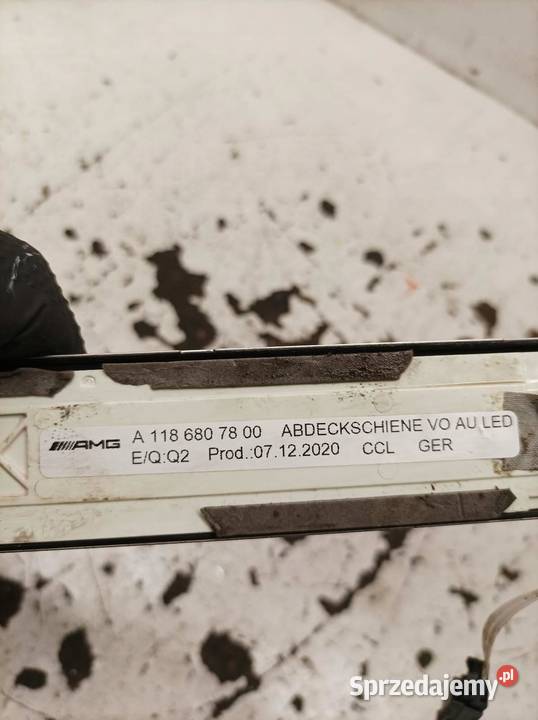 AMG A 118 680 78 00 ABDECKSCHIENE VO AU LED
E/Q:Q2 Prod.:07.12.2020 CCL GER
Sprzedajemy.pl